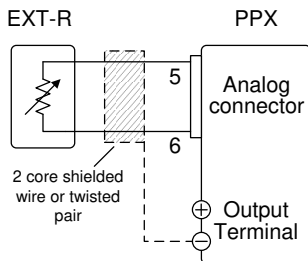 EXT-R
PPX
5
Analog
connector
6
2 core shielded
wire or twisted
pair
+
Output
Terminal
−